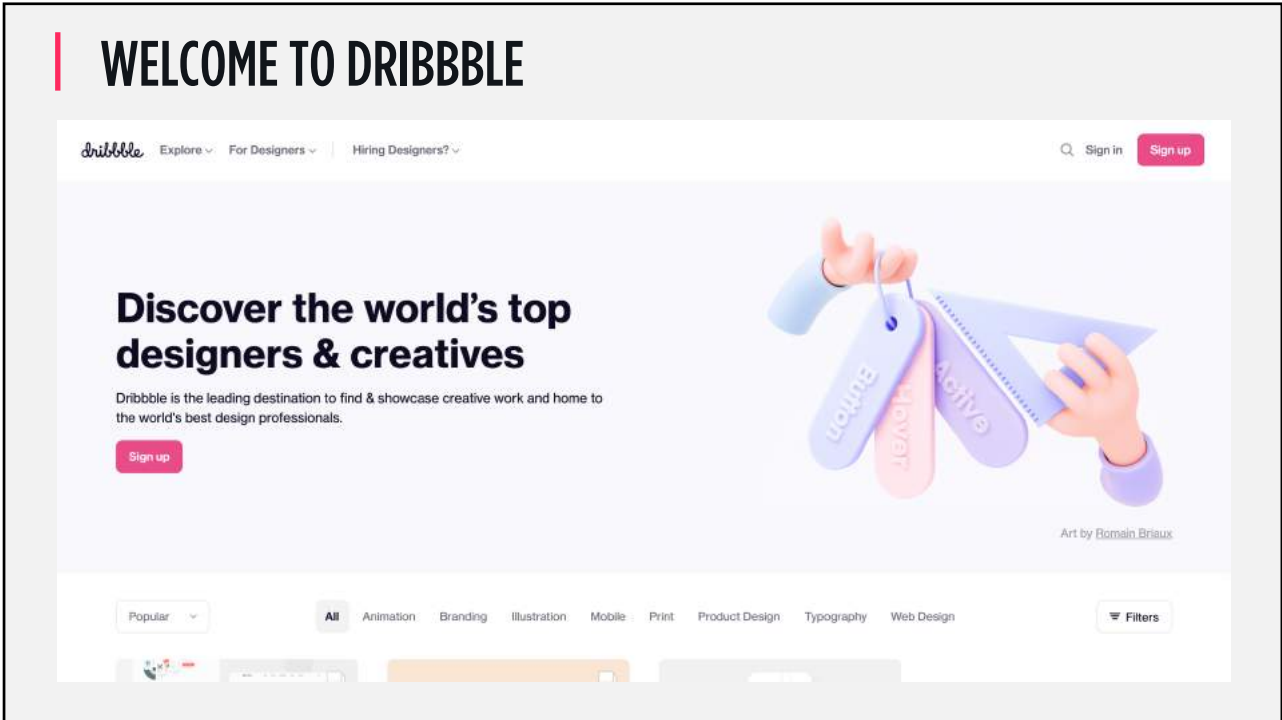 WELCOME TO DRIBBBLE
dribbble Explore For Designers Hiring Designers? Sign in Sign up
Discover the world's top
designers & creatives
Dribbble is the leading destination to find & showcase creative work and home to
the world's best design professionals.
Sign up
Button
Hover
Active
Art by Romain Briaux
Popular All Animation Branding Illustration Mobile Print Product Design Typography Web Design Filters